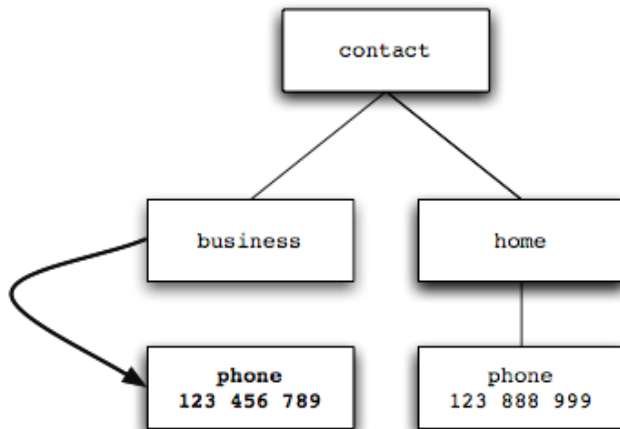 contact
business
home
phone
123 456 789
phone
123 888 999